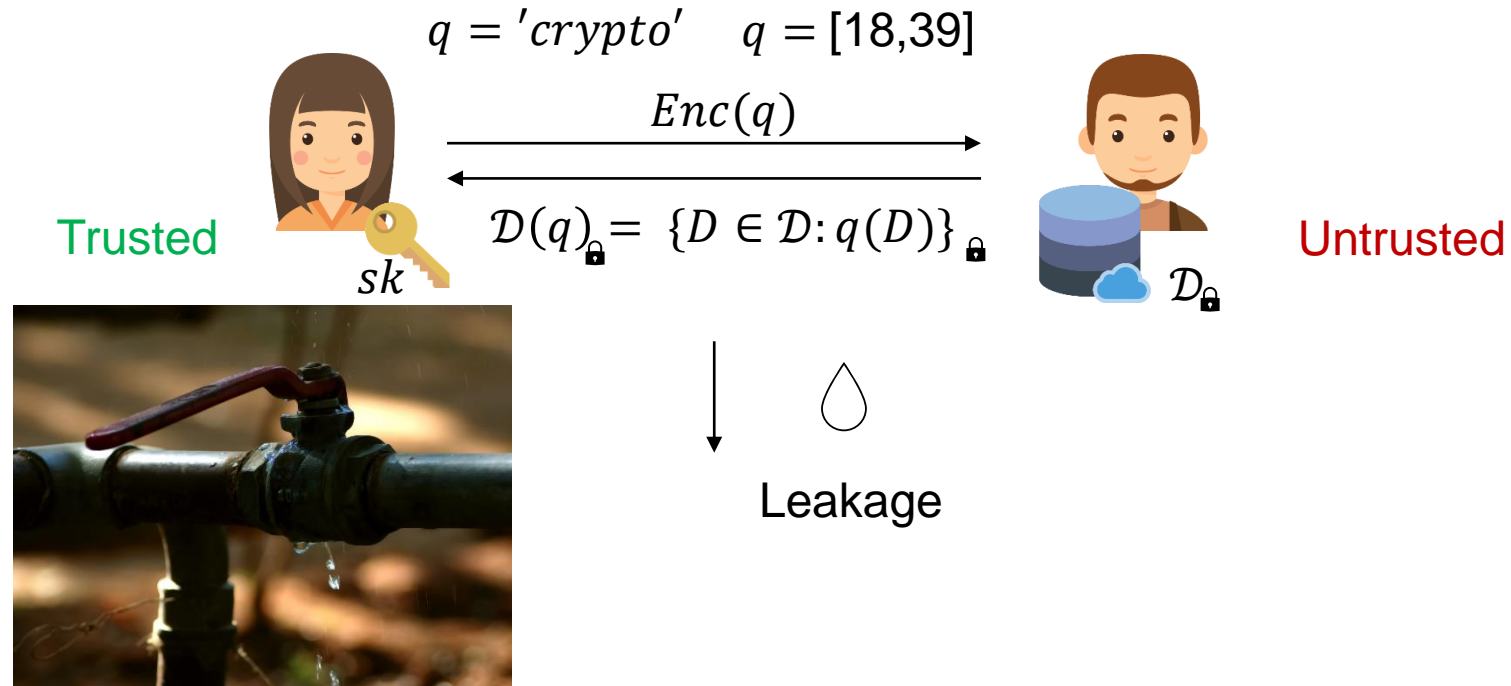 q = 'crypto' q = [18,39]
Enc(q)
𝒟(q) = {D ∈ 𝒟: q(D)}
Trusted
Untrusted
sk
𝒟
Leakage